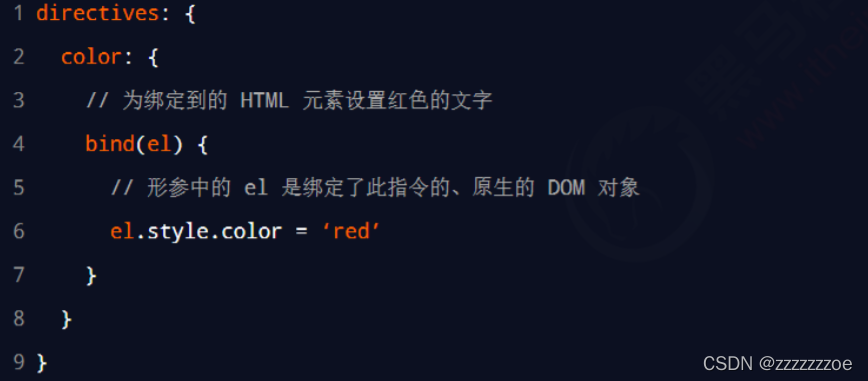 1 directives: {
2 color: {
3 // 为绑定到的 HTML 元素设置红色的文字
4 bind(el) {
5 // 形参中的 el 是绑定了此指令的、原生的 DOM 对象
6 el.style.color = ‘red’
7 }
8 }
9 }
CSDN @zzzzzzzoe